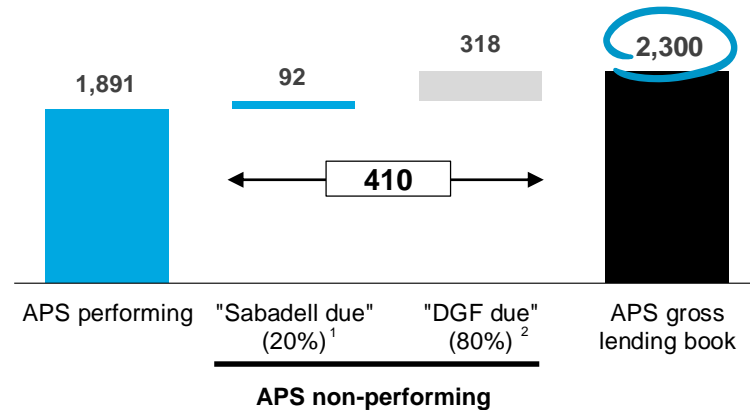 1,891
92
318
2,300
410
APS performing
"Sabadell due"
(20%) 1
"DGF due"
(80%) 2
APS gross
lending book
APS non-performing